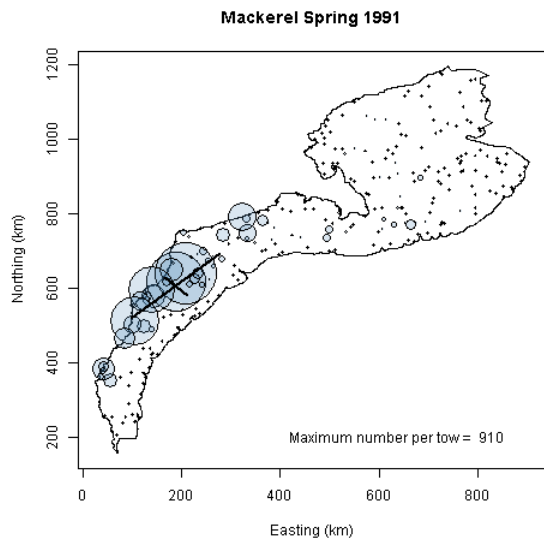 Mackerel Spring 1991
1200
1000
800
600
400
200
Northing (km)
Maximum number per tow = 910
0 200 400 600 800
Easting (km)